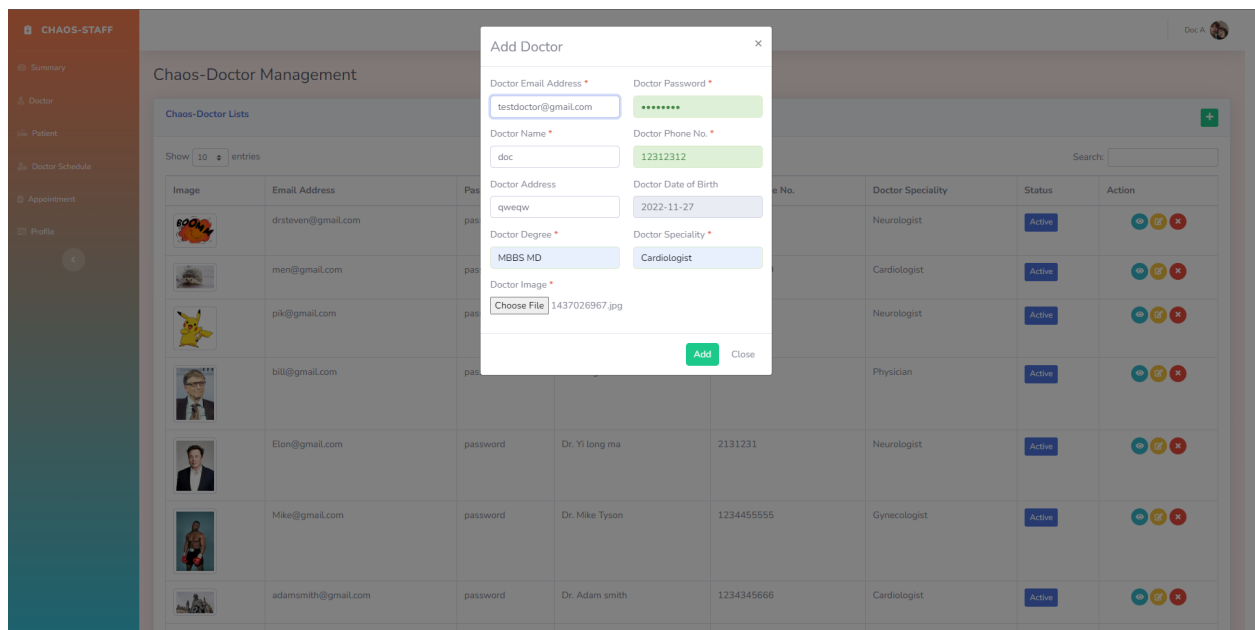 CHAOS-STAFF
Doc A
Summary
Doctor
Patient
Doctor Schedule
Appointment
Profile
Chaos-Doctor Management
Chaos-Doctor Lists
+
Show 10 entries
Search:
Image Email Address Pas e No. Doctor Speciality Status Action
BOOM drsteven@gmail.com pas Neurologist Active
men@gmail.com pas Cardiologist Active
pik@gmail.com pas Neurologist Active
bill@gmail.com pas Physician Active
Elon@gmail.com password Dr. Yi long ma 2131231 Neurologist Active
Mike@gmail.com password Dr. Mike Tyson 1234455555 Gynecologist Active
adamsmith@gmail.com password Dr. Adam smith 1234345666 Cardiologist Active
Add Doctor ×
Doctor Email Address * Doctor Password *
testdoctor@gmail.com ••••••••
Doctor Name * Doctor Phone No. *
doc 12312312
Doctor Address Doctor Date of Birth
qweqw 2022-11-27
Doctor Degree * Doctor Speciality *
MBBS MD Cardiologist
Doctor Image *
Choose File 1437026967.jpg
Add Close